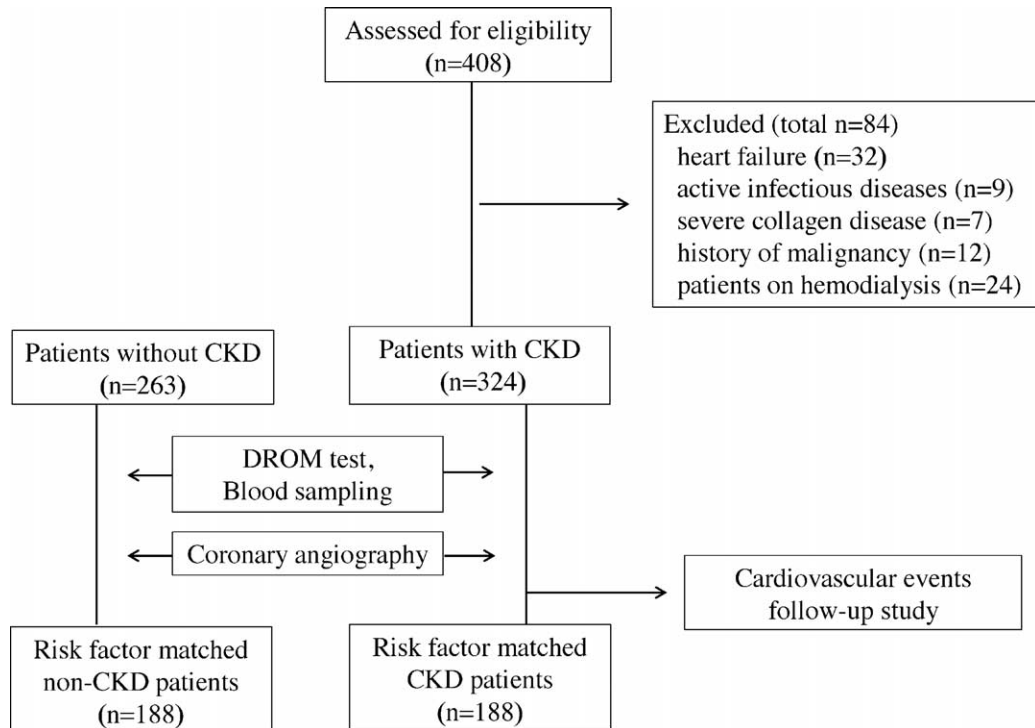 Assessed for eligibility
(n=408)
Excluded (total n=84)
heart failure (n=32)
active infectious diseases (n=9)
severe collagen disease (n=7)
history of malignancy (n=12)
patients on hemodialysis (n=24)
Patients without CKD
(n=263)
Patients with CKD
(n=324)
DROM test,
Blood sampling
Coronary angiography
Cardiovascular events
follow-up study
Risk factor matched
non-CKD patients
(n=188)
Risk factor matched
CKD patients
(n=188)